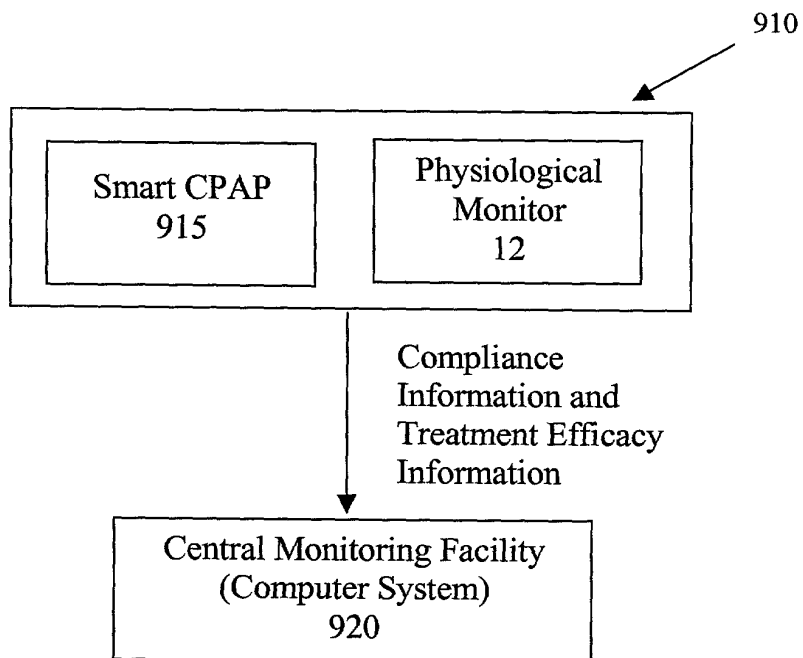 910
Smart CPAP
915
Physiological
Monitor
12
Compliance
Information and
Treatment Efficacy
Information
Central Monitoring Facility
(Computer System)
920